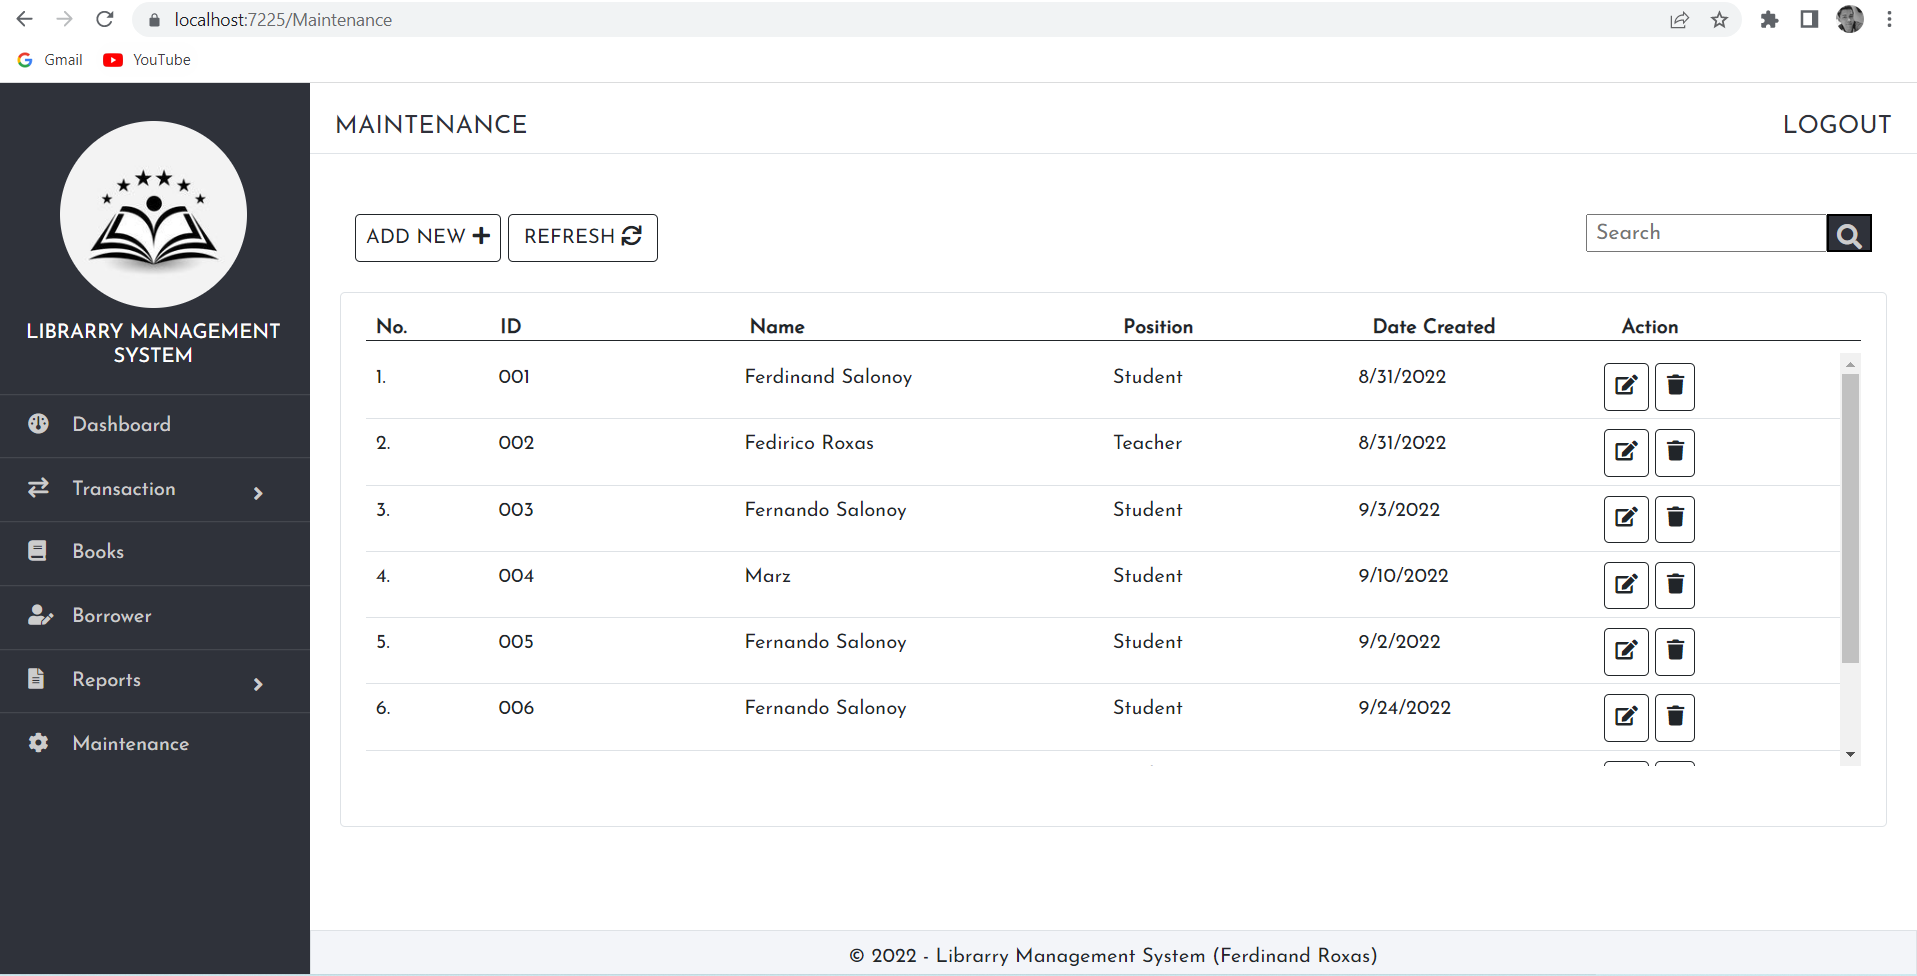 localhost:7225/Maintenance
Gmail YouTube
MAINTENANCE LOGOUT
LIBRARRY MANAGEMENT
SYSTEM
Dashboard
Transaction
Books
Borrower
Reports
Maintenance
ADD NEW REFRESH Search
No. ID Name Position Date Created Action
1. 001 Ferdinand Salonoy Student 8/31/2022
2. 002 Fedirico Roxas Teacher 8/31/2022
3. 003 Fernando Salonoy Student 9/3/2022
4. 004 Marz Student 9/10/2022
5. 005 Fernando Salonoy Student 9/2/2022
6. 006 Fernando Salonoy Student 9/24/2022
© 2022 - Librarry Management System (Ferdinand Roxas)